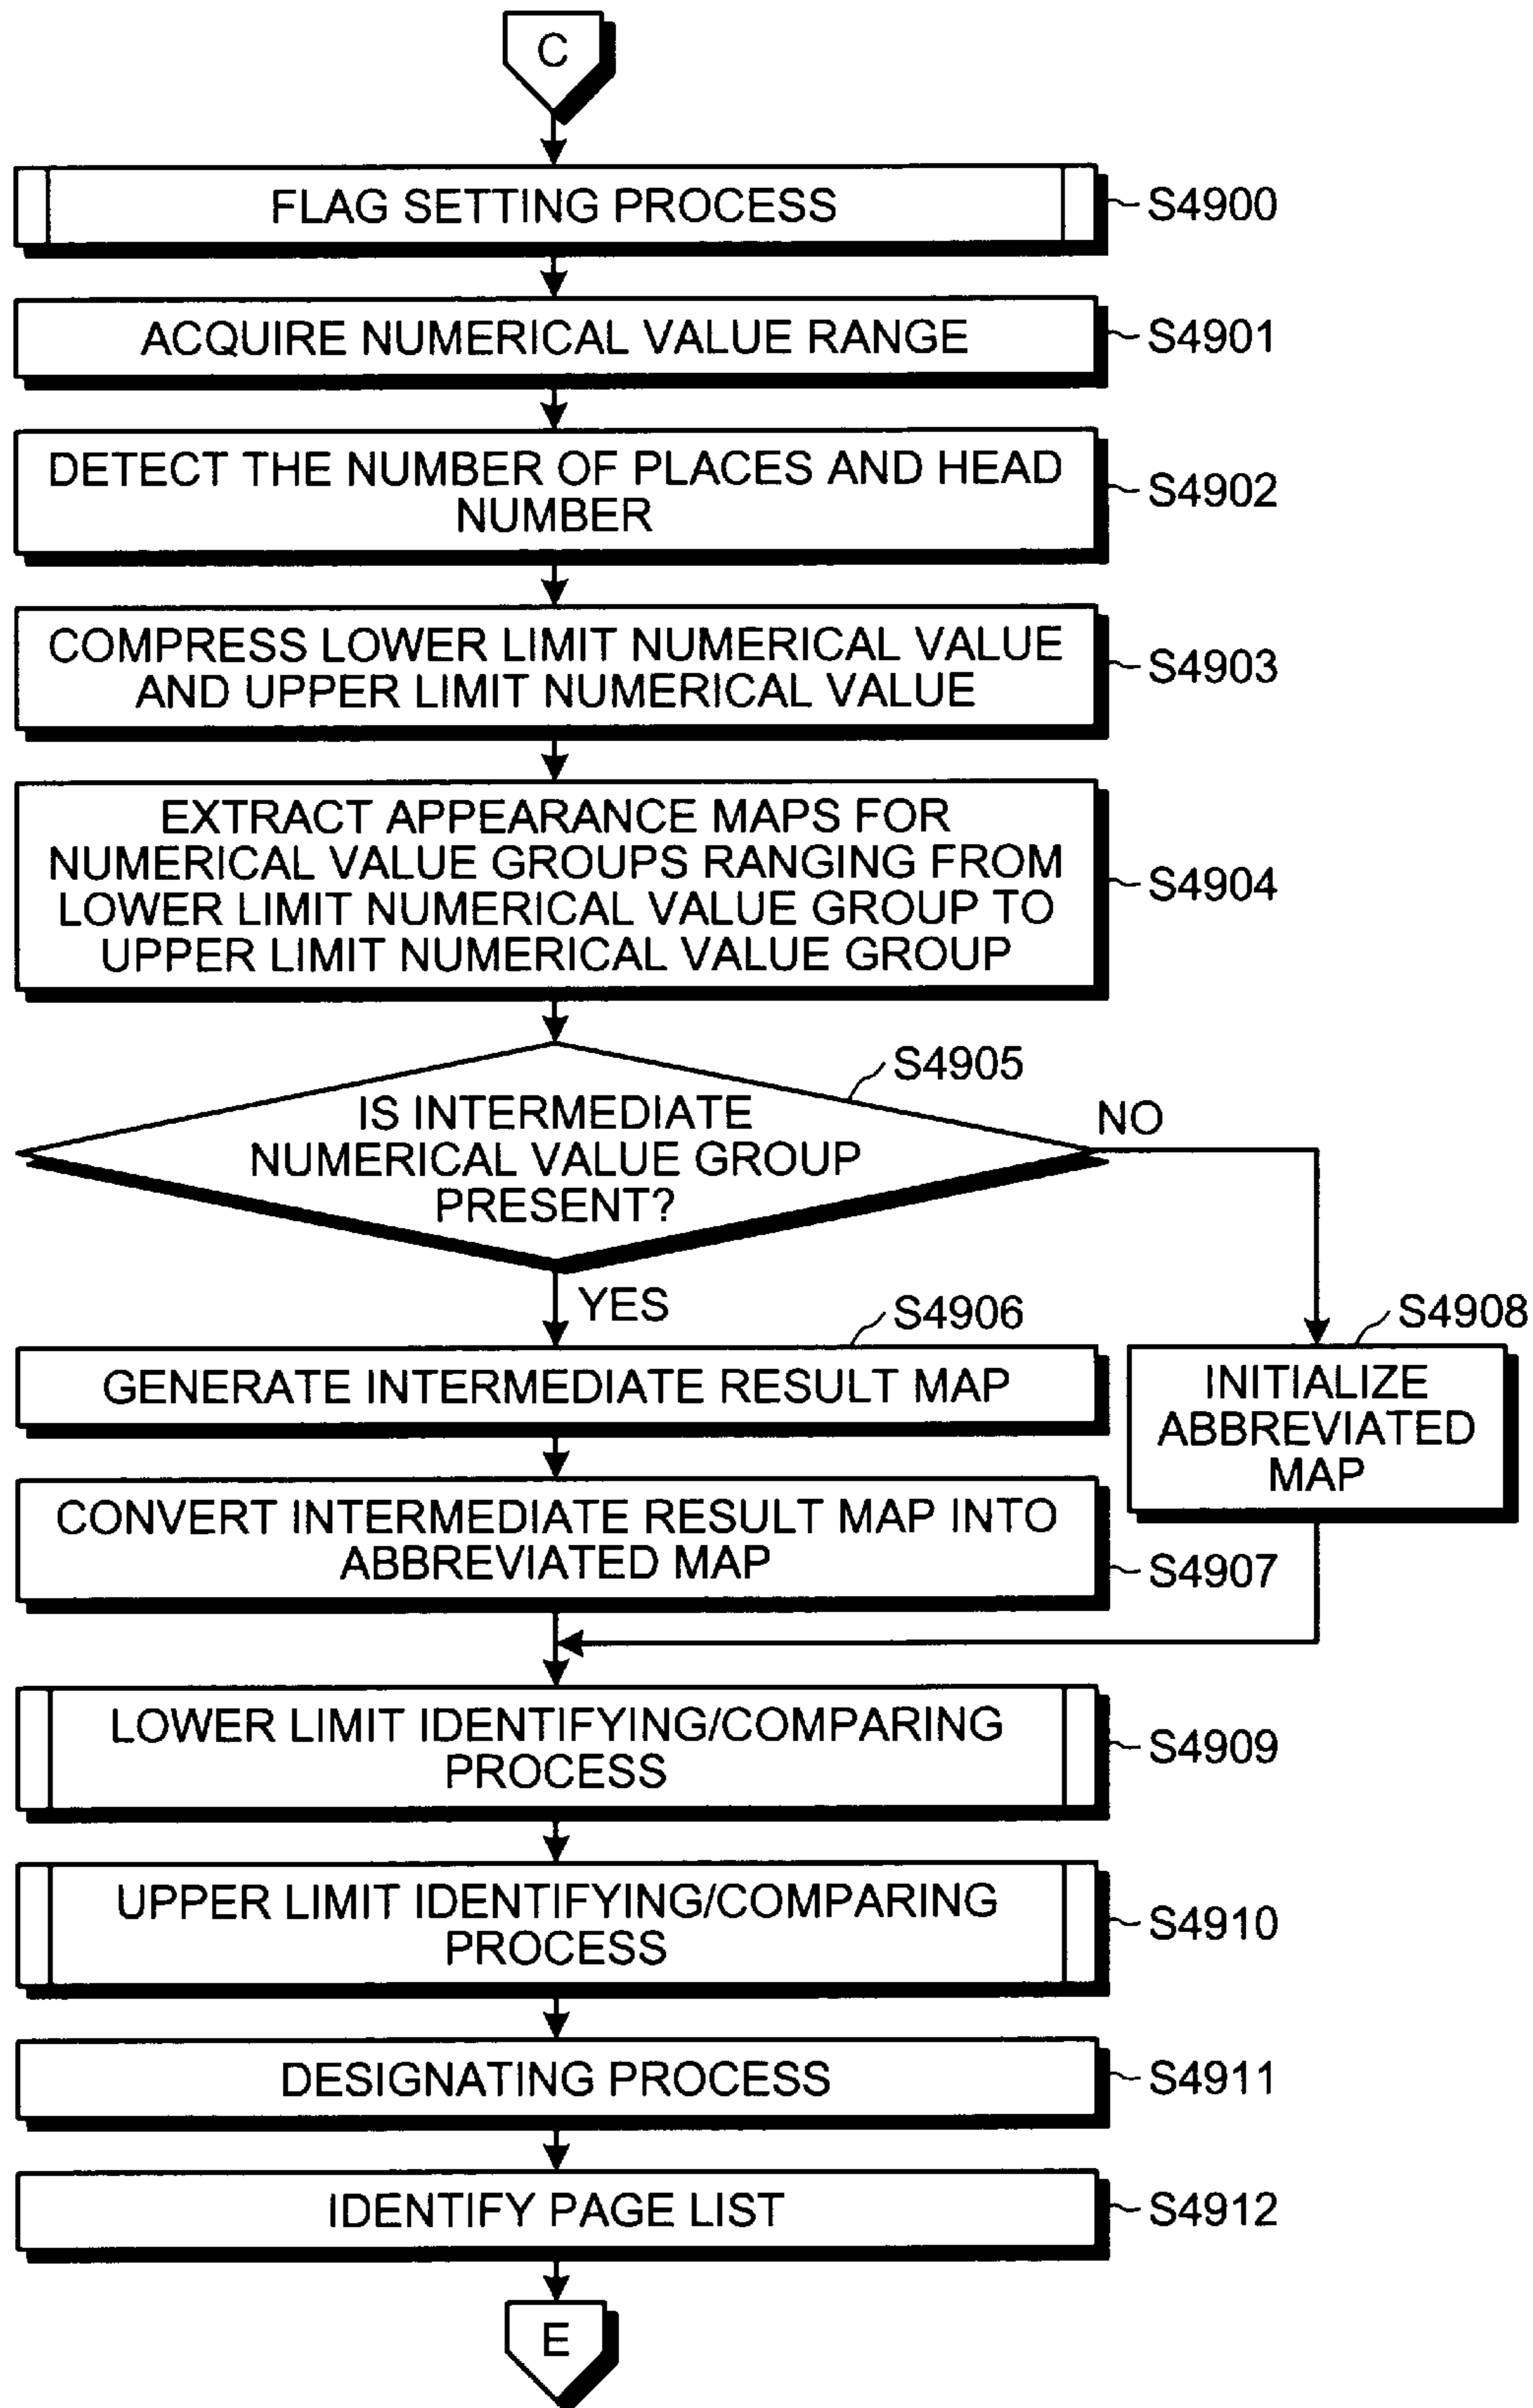 C
FLAG SETTING PROCESS
S4900
ACQUIRE NUMERICAL VALUE RANGE
S4901
DETECT THE NUMBER OF PLACES AND HEAD
NUMBER
S4902
COMPRESS LOWER LIMIT NUMERICAL VALUE
AND UPPER LIMIT NUMERICAL VALUE
S4903
EXTRACT APPEARANCE MAPS FOR
NUMERICAL VALUE GROUPS RANGING FROM
LOWER LIMIT NUMERICAL VALUE GROUP TO
UPPER LIMIT NUMERICAL VALUE GROUP
S4904
S4905
IS INTERMEDIATE
NUMERICAL VALUE GROUP
PRESENT?
NO
YES
S4906
GENERATE INTERMEDIATE RESULT MAP
S4908
INITIALIZE
ABBREVIATED
MAP
CONVERT INTERMEDIATE RESULT MAP INTO
ABBREVIATED MAP
S4907
LOWER LIMIT IDENTIFYING/COMPARING
PROCESS
S4909
UPPER LIMIT IDENTIFYING/COMPARING
PROCESS
S4910
DESIGNATING PROCESS
S4911
IDENTIFY PAGE LIST
S4912
E